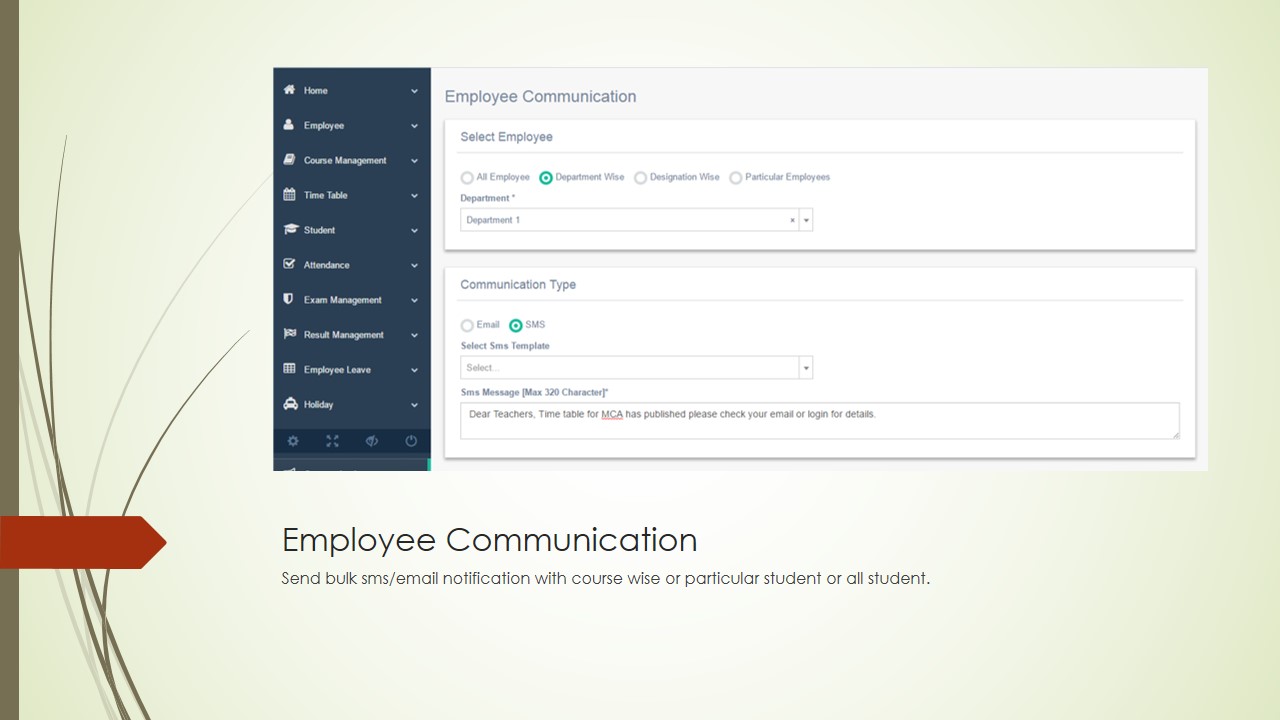 Home
Employee
Course Management
Time Table
Student
Attendance
Exam Management
Result Management
Employee Leave
Holiday
Employee Communication
Select Employee
All Employee Department Wise Designation Wise Particular Employees
Department *
Department 1 ×
Communication Type
Email SMS
Select Sms Template
Select...
Sms Message [Max 320 Character]*
Dear Teachers, Time table for MCA has published please check your email or login for details.
Employee Communication
Send bulk sms/email notification with course wise or particular student or all student.